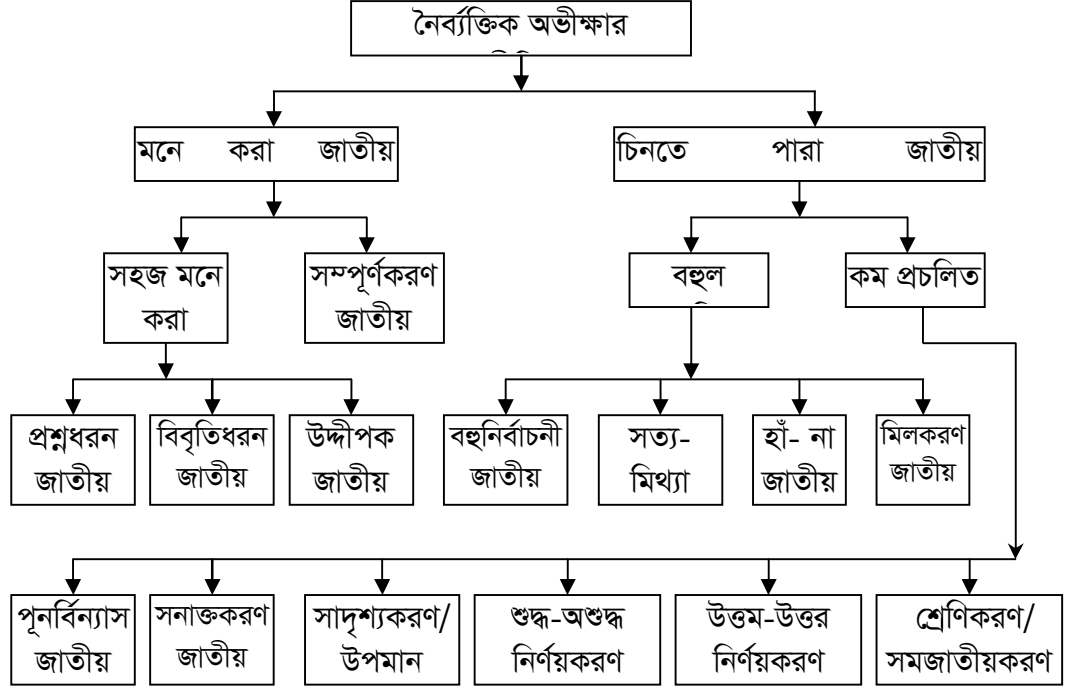 নৈর্ব্যক্তিক অভীক্ষার
মনে করা জাতীয়
চিনতে পারা জাতীয়
সহজ মনে
করা
সম্পূর্ণকরণ
জাতীয়
বহুল
কম প্রচলিত
প্রশ্নধরন
জাতীয়
বিবৃতিধরন
জাতীয়
উদ্দীপক
জাতীয়
বহুনির্বাচনী
জাতীয়
সত্য-
মিথ্যা
হাঁ- না
জাতীয়
মিলকরণ
জাতীয়
পূনর্বিন্যাস
জাতীয়
সনাক্তকরণ
জাতীয়
সাদৃশ্যকরণ/
উপমান
শুদ্ধ-অশুদ্ধ
নির্ণয়করণ
উত্তম-উত্তর
নির্ণয়করণ
শ্রেণিকরণ/
সমজাতীয়করণ